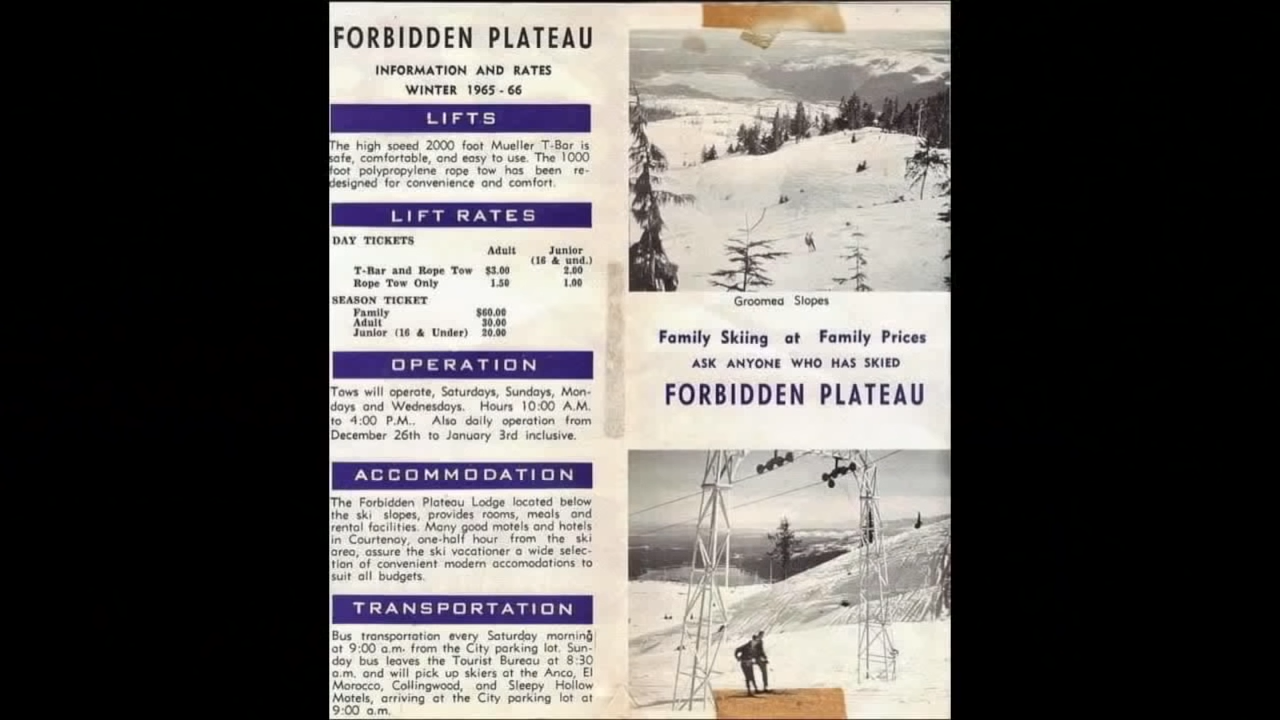 FORBIDDEN PLATEAU
INFORMATION AND RATES
WINTER 1965 - 66
LIFTS
The high speed 2000 foot Mueller T-Bar is
safe, comfortable, and easy to use. The 1000
foot polypropylene rope tow has been re-
designed for convenience and comfort.
LIFT RATES
DAY TICKETS
Adult Junior
(16 & und.)
T-Bar and Rope Tow $3.00 2.00
Rope Tow Only 1.50 1.00
SEASON TICKET
Family $60.00
Adult 30.00
Junior (16 & Under) 20.00
OPERATION
Tows will operate, Saturdays, Sundays, Mon-
days and Wednesdays. Hours 10:00 A.M.
to 4:00 P.M.. Also daily operation from
December 26th to January 3rd inclusive.
ACCOMMODATION
The Forbidden Plateau Lodge located below
the ski slopes, provides rooms, meals and
rental facilities. Many good motels and hotels
in Courtenay, one-half hour from the ski
area, assure the ski vacationer a wide selec-
tion of convenient modern accomodations to
suit all budgets.
TRANSPORTATION
Bus transportation every Saturday morning
at 9:00 a.m. from the City parking lot. Sun-
day bus leaves the Tourist Bureau at 8:30
a.m. and will pick up skiers at the Anco, El
Morocco, Collingwood, and Sleepy Hollow
Motels, arriving at the City parking lot at
9:00 a.m.
Groomed Slopes
Family Skiing at Family Prices
ASK ANYONE WHO HAS SKIED
FORBIDDEN PLATEAU